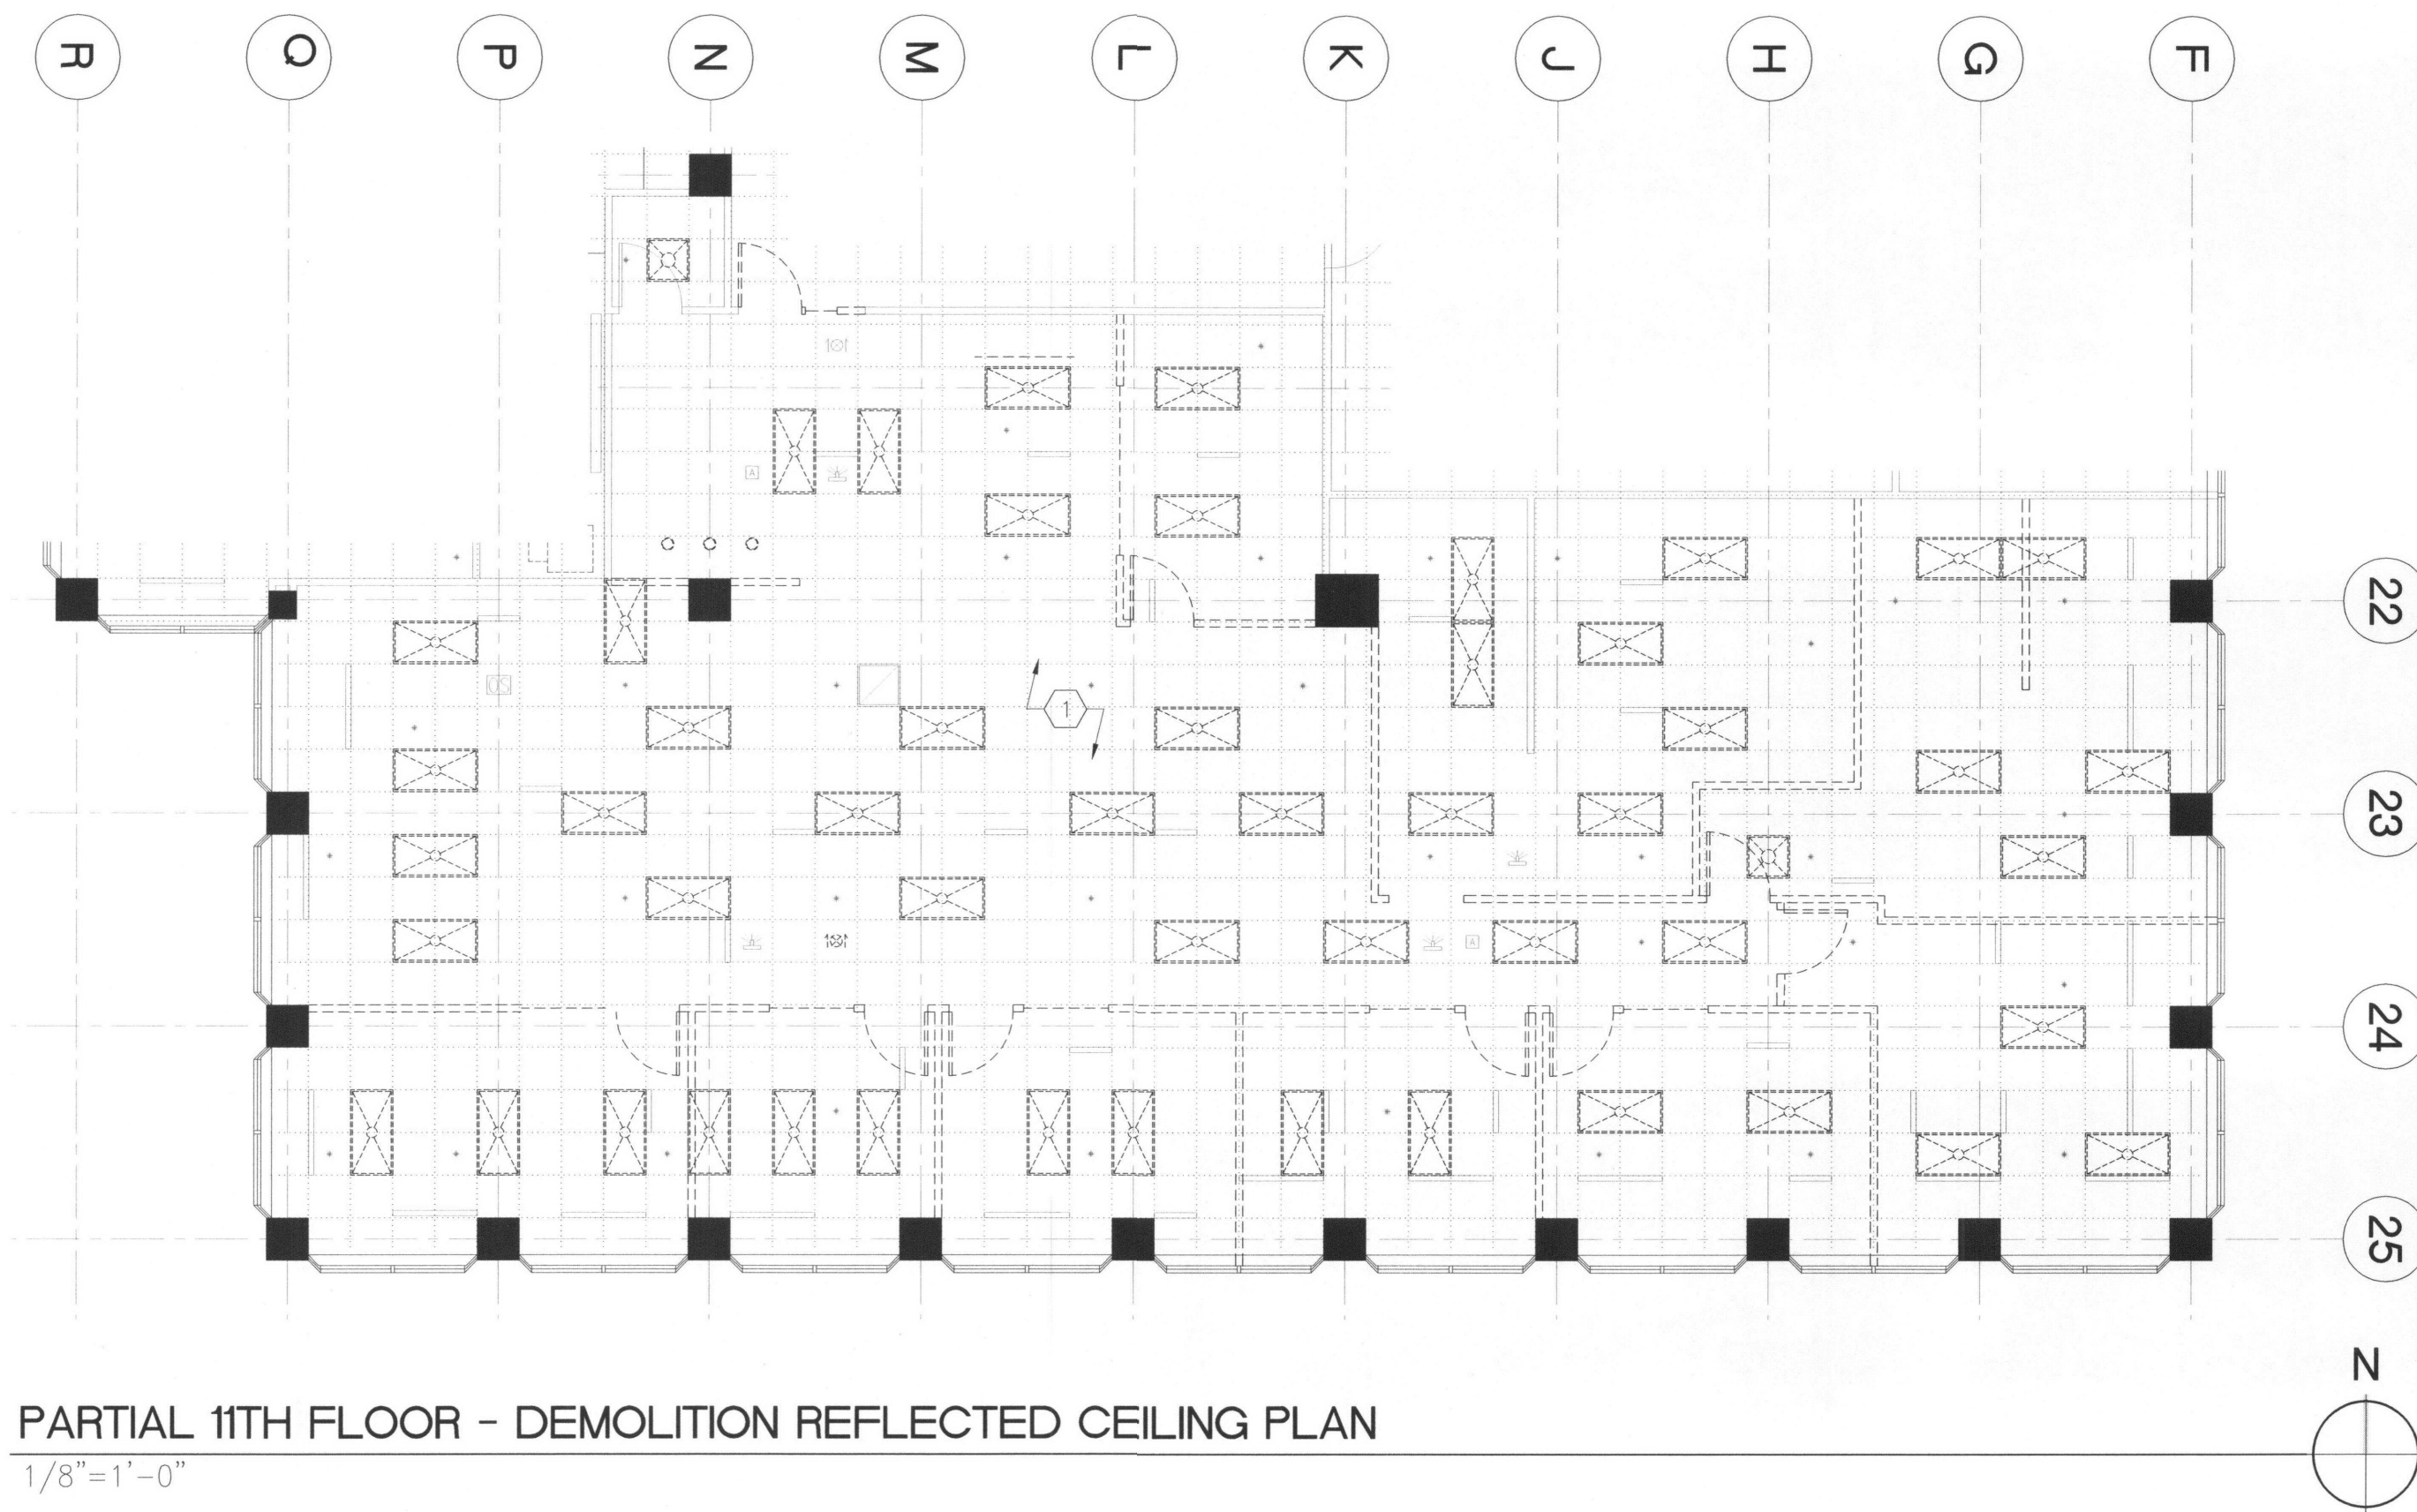 R Q P N M L K J H G F
A
22
1
23
A
24
25
N
PARTIAL 11TH FLOOR - DEMOLITION REFLECTED CEILING PLAN
1/8"=1'-0"